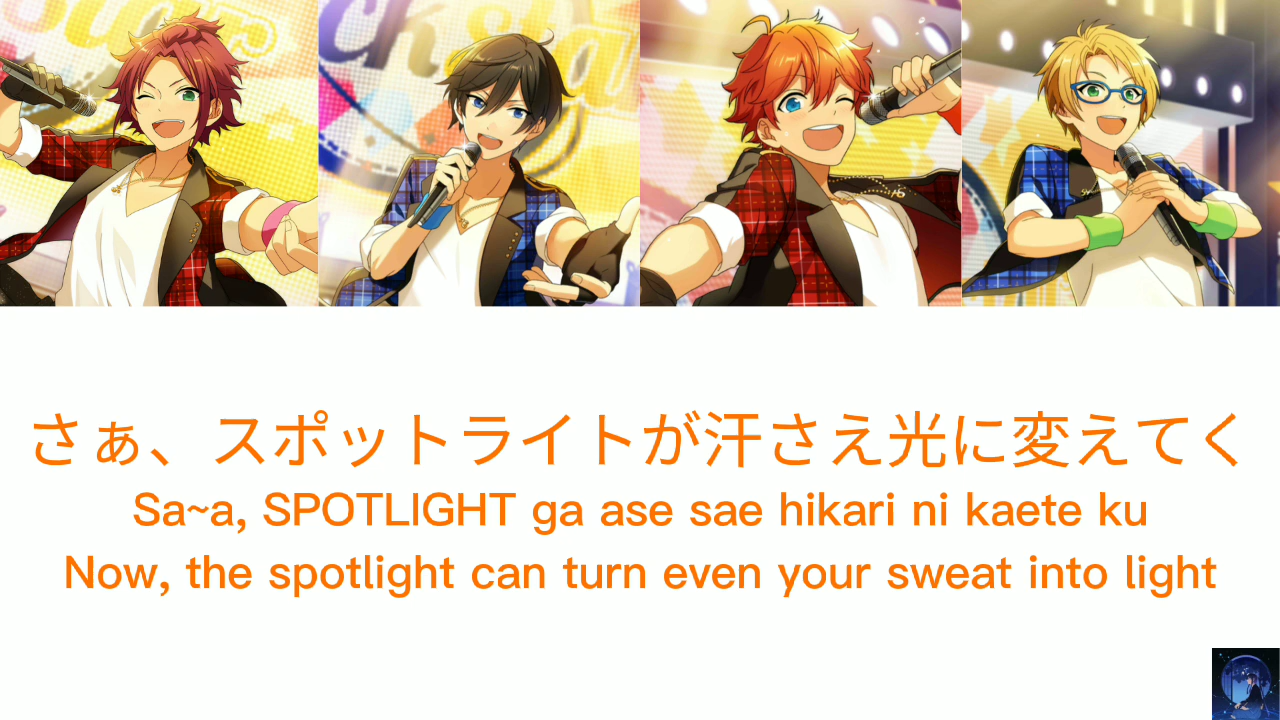 さぁ、スポットライトが汗さえ光に変えてく
Sa~a, SPOTLIGHT ga ase sae hikari ni kaete ku
Now, the spotlight can turn even your sweat into light